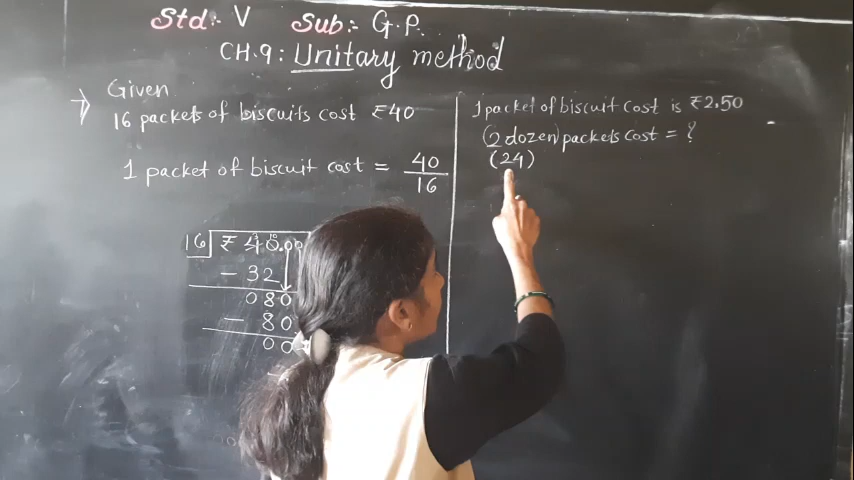 Std:- V Sub:- G.P.
CH.9: Unitary method
Given
16 packets of biscuits cost ₹40
1 packet of biscuit cost = 40/16
16 ₹ 40.00
- 32
080
- 80
00
1 packet of biscuit cost is ₹2.50
(2 dozen) packets cost = ?
(24)